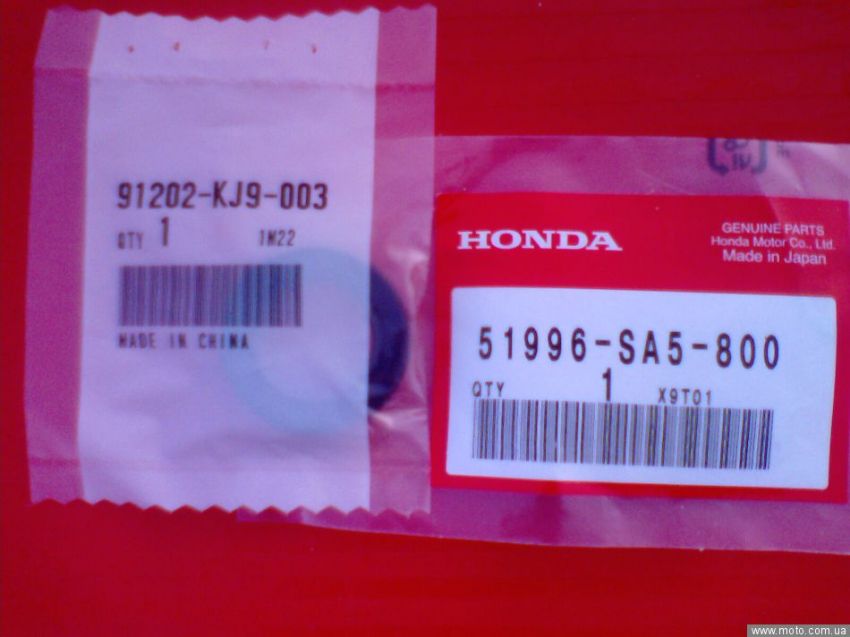 91202-KJ9-003
QTY 1 1M22
MADE IN CHINA
HONDA
GENUINE PARTS
Honda Motor Co., Ltd.
Made in Japan
51996-SA5-800
QTY 1 X9T01
www.moto.com.ua